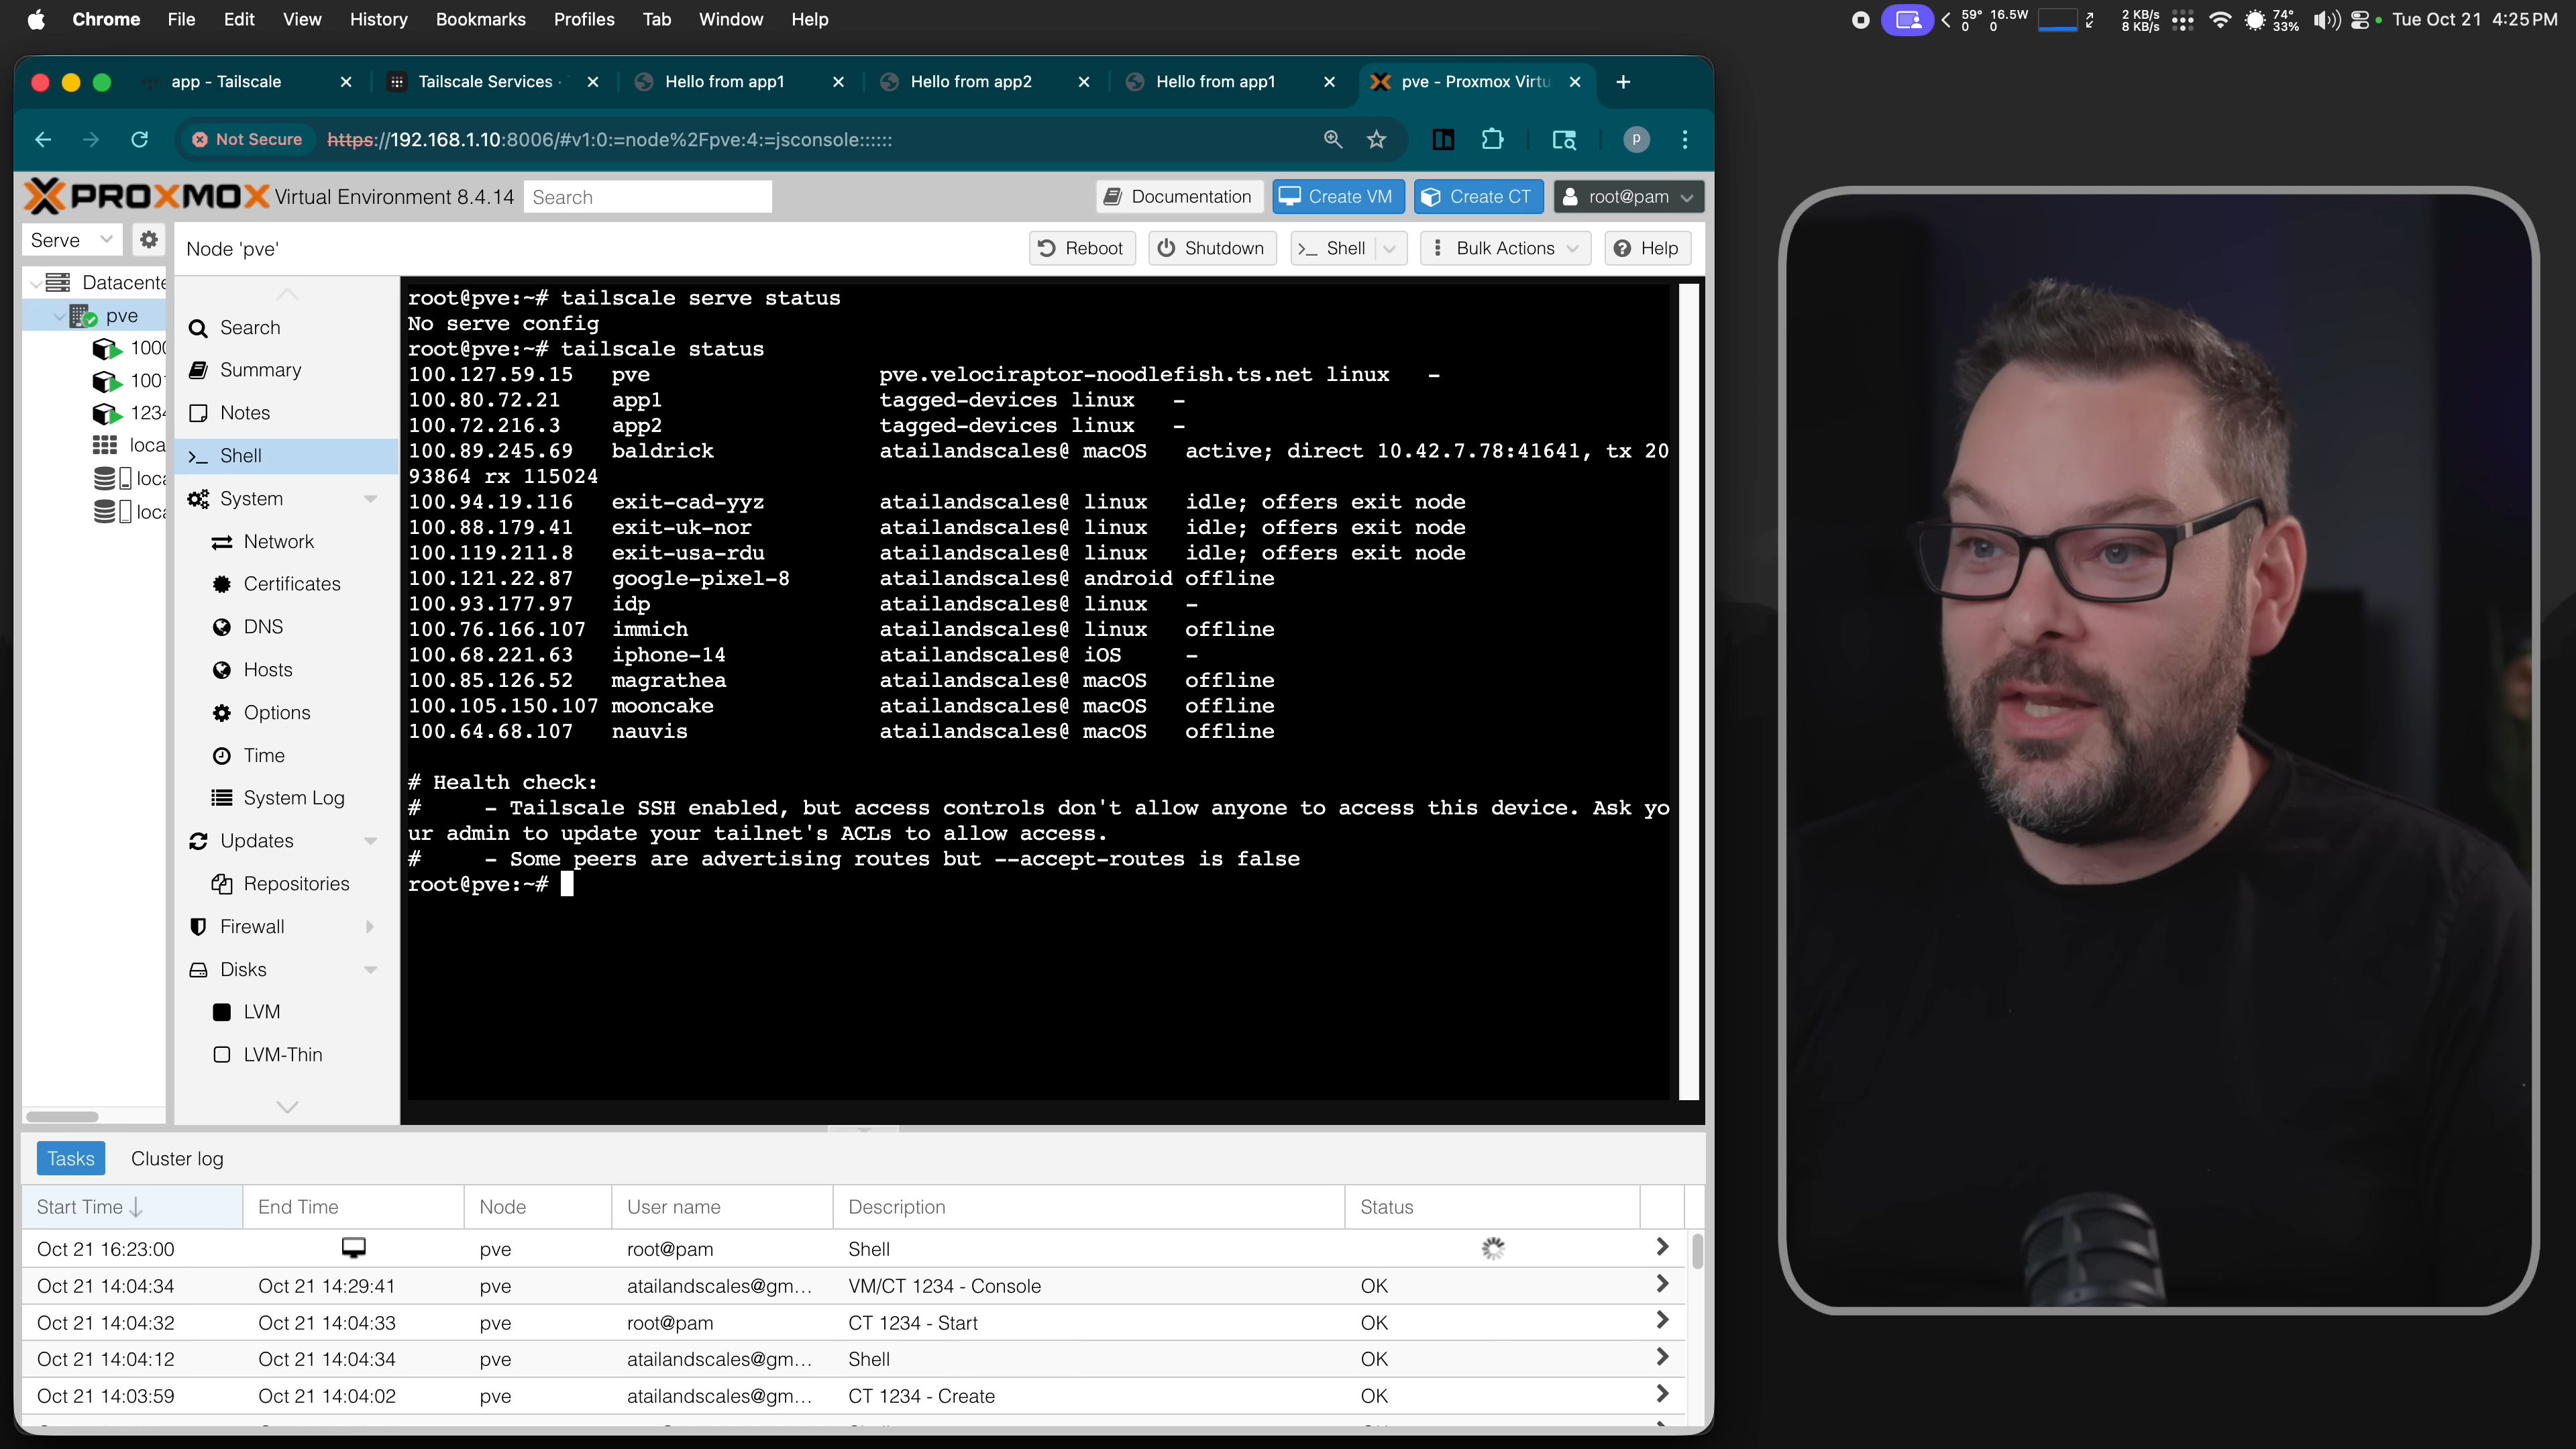 Chrome File Edit View History Bookmarks Profiles Tab Window Help
59° 16.5W
0 0
2 KB/s
8 KB/s
74°
33%
Tue Oct 21 4:25 PM
app - Tailscale
Tailscale Services ·
Hello from app1
Hello from app2
Hello from app1
pve - Proxmox Virtu
Not Secure
https://192.168.1.10:8006/#v1:0:=node%2Fpve:4:=jsconsole::::::
P
PROXMOX Virtual Environment 8.4.14
Search
Documentation
Create VM
Create CT
root@pam
Serve
Node 'pve'
Reboot
Shutdown
Shell
Bulk Actions
Help
Datacente
pve
1000
1001
1234
loca
loca
loca
Search
Summary
Notes
Shell
System
Network
Certificates
DNS
Hosts
Options
Time
System Log
Updates
Repositories
Firewall
Disks
LVM
LVM-Thin
root@pve:~# tailscale serve status
No serve config
root@pve:~# tailscale status
100.127.59.15 pve pve.velociraptor-noodlefish.ts.net linux -
100.80.72.21 app1 tagged-devices linux -
100.72.216.3 app2 tagged-devices linux -
100.89.245.69 baldrick atailandscales@ macOS active; direct 10.42.7.78:41641, tx 20
93864 rx 115024
100.94.19.116 exit-cad-yyz atailandscales@ linux idle; offers exit node
100.88.179.41 exit-uk-nor atailandscales@ linux idle; offers exit node
100.119.211.8 exit-usa-rdu atailandscales@ linux idle; offers exit node
100.121.22.87 google-pixel-8 atailandscales@ android offline
100.93.177.97 idp atailandscales@ linux -
100.76.166.107 immich atailandscales@ linux offline
100.68.221.63 iphone-14 atailandscales@ iOS -
100.85.126.52 magrathea atailandscales@ macOS offline
100.105.150.107 mooncake atailandscales@ macOS offline
100.64.68.107 nauvis atailandscales@ macOS offline
# Health check:
# - Tailscale SSH enabled, but access controls don't allow anyone to access this device. Ask yo
ur admin to update your tailnet's ACLs to allow access.
# - Some peers are advertising routes but --accept-routes is false
root@pve:~#
Tasks Cluster log
Start Time End Time Node User name Description Status
Oct 21 16:23:00 pve root@pam Shell
Oct 21 14:04:34 Oct 21 14:29:41 pve atailandscales@gm... VM/CT 1234 - Console OK
Oct 21 14:04:32 Oct 21 14:04:33 pve root@pam CT 1234 - Start OK
Oct 21 14:04:12 Oct 21 14:04:34 pve atailandscales@gm... Shell OK
Oct 21 14:03:59 Oct 21 14:04:02 pve atailandscales@gm... CT 1234 - Create OK